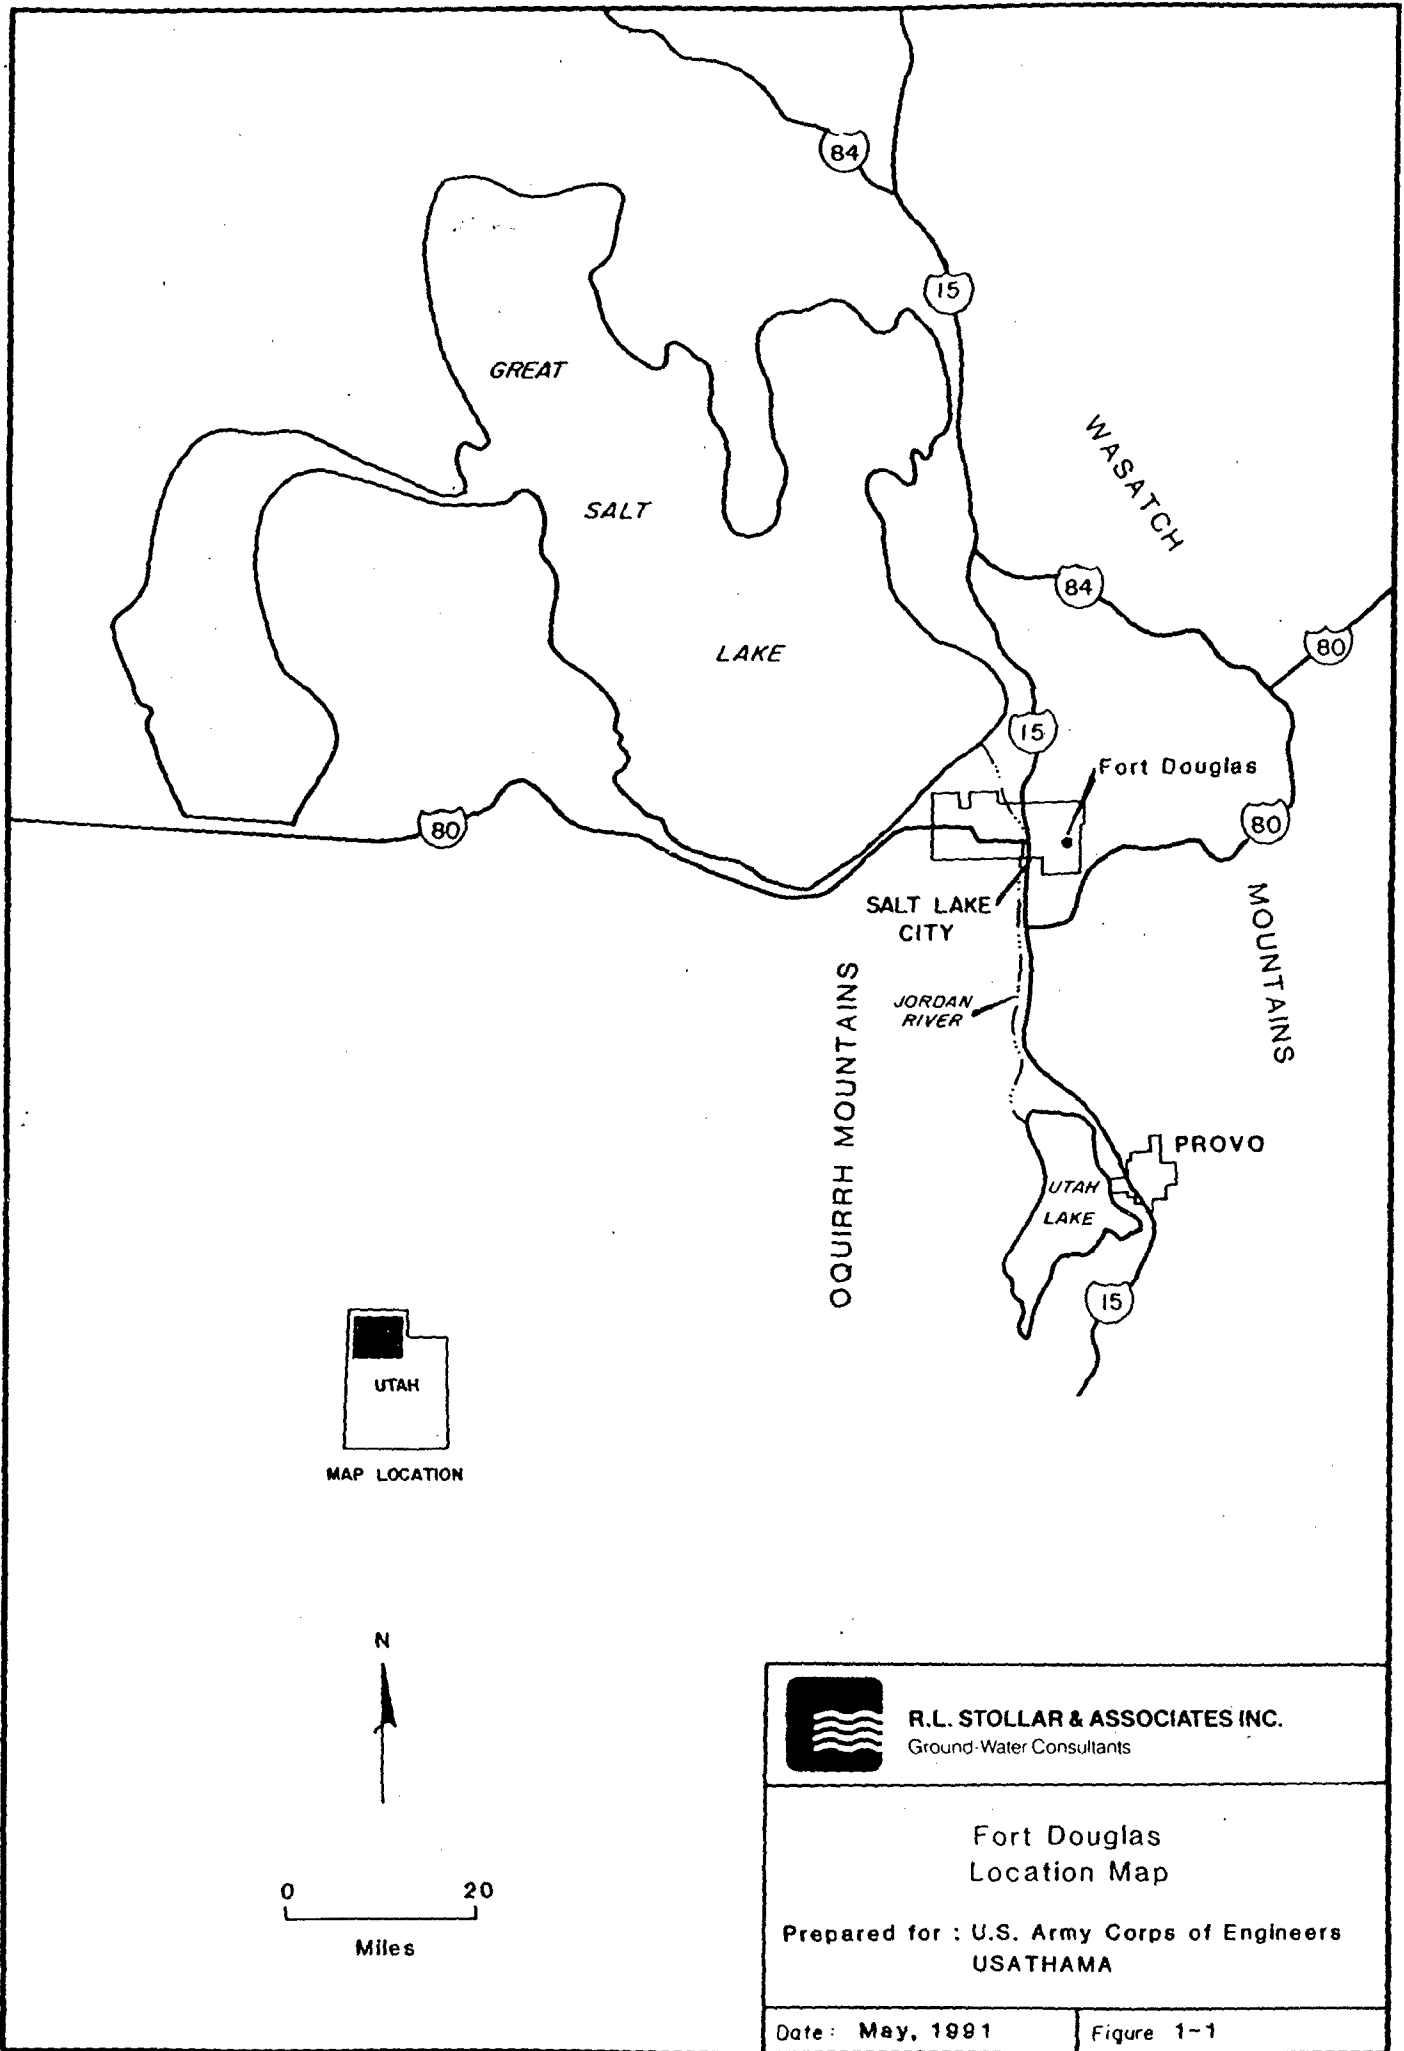 84
15
GREAT
WASATCH
SALT
84
80
LAKE
15
Fort Douglas
80
80
SALT LAKE
CITY
MOUNTAINS
JORDAN
RIVER
OQUIRRH MOUNTAINS
PROVO
UTAH
LAKE
15
UTAH
MAP LOCATION
N
0 20
Miles
R.L. STOLLAR & ASSOCIATES INC.
Ground-Water Consultants
Fort Douglas
Location Map
Prepared for : U.S. Army Corps of Engineers
USATHAMA
Date: May, 1991
Figure 1-1